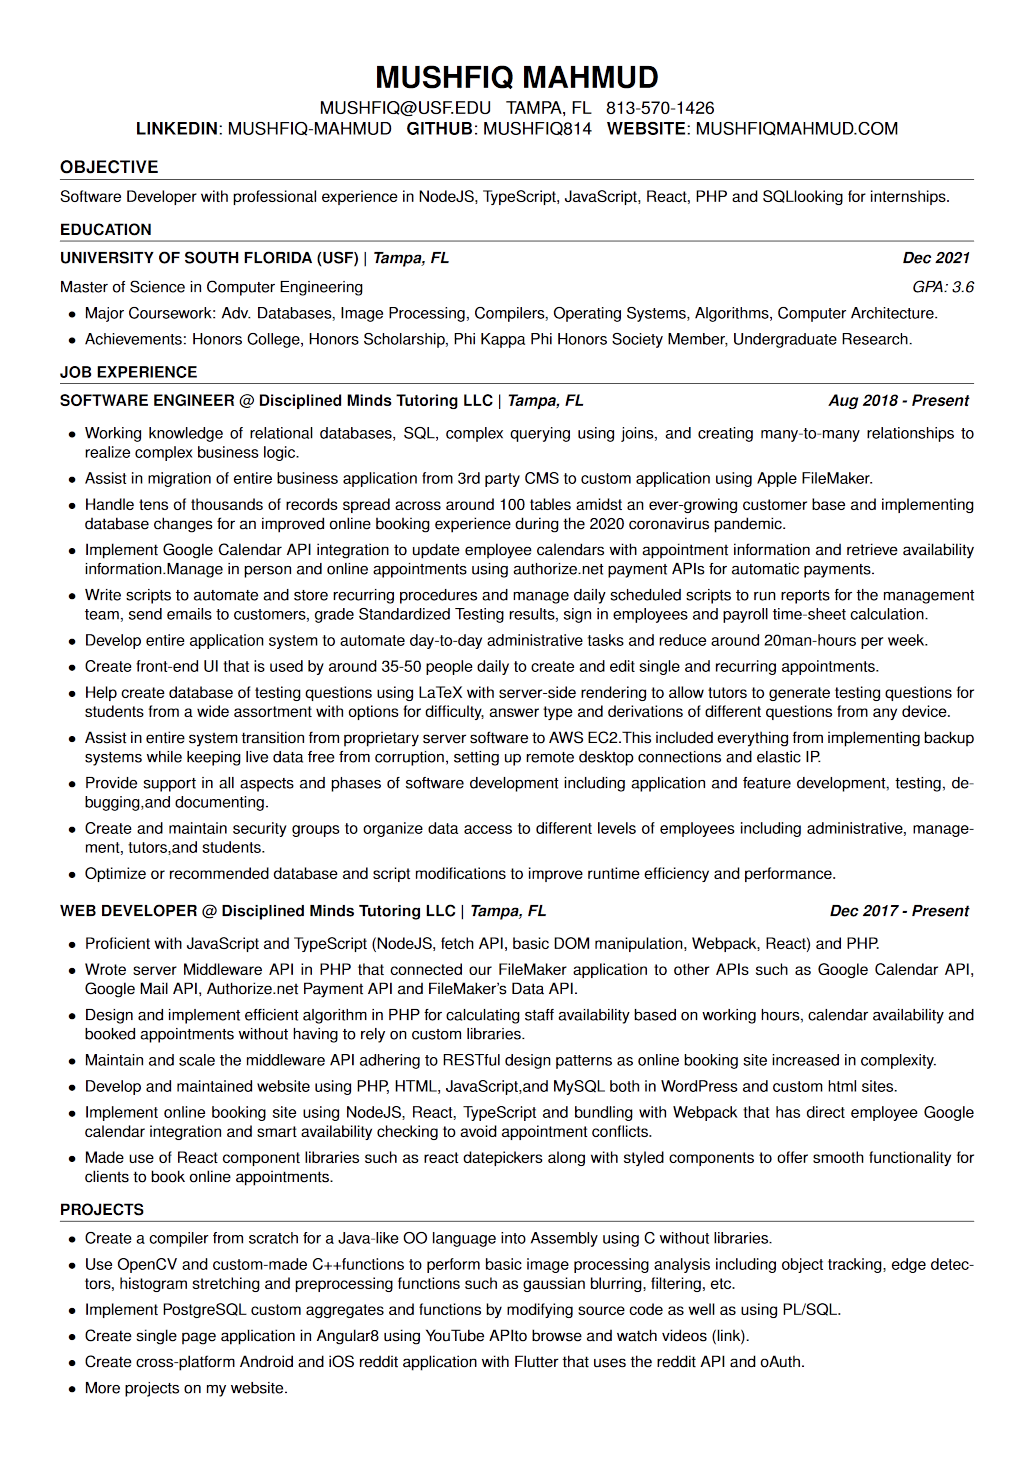 MUSHFIQ MAHMUD
MUSHFIQ@USF.EDU TAMPA, FL 813-570-1426
LINKEDIN: MUSHFIQ-MAHMUD GITHUB: MUSHFIQ814 WEBSITE: MUSHFIQMAHMUD.COM
OBJECTIVE
Software Developer with professional experience in NodeJS, TypeScript, JavaScript, React, PHP and SQLlooking for internships.
EDUCATION
UNIVERSITY OF SOUTH FLORIDA (USF) | Tampa, FL Dec 2021
Master of Science in Computer Engineering GPA: 3.6
• Major Coursework: Adv. Databases, Image Processing, Compilers, Operating Systems, Algorithms, Computer Architecture.
• Achievements: Honors College, Honors Scholarship, Phi Kappa Phi Honors Society Member, Undergraduate Research.
JOB EXPERIENCE
SOFTWARE ENGINEER @ Disciplined Minds Tutoring LLC | Tampa, FL Aug 2018 - Present
• Working knowledge of relational databases, SQL, complex querying using joins, and creating many-to-many relationships to
realize complex business logic.
• Assist in migration of entire business application from 3rd party CMS to custom application using Apple FileMaker.
• Handle tens of thousands of records spread across around 100 tables amidst an ever-growing customer base and implementing
database changes for an improved online booking experience during the 2020 coronavirus pandemic.
• Implement Google Calendar API integration to update employee calendars with appointment information and retrieve availability
information.Manage in person and online appointments using authorize.net payment APIs for automatic payments.
• Write scripts to automate and store recurring procedures and manage daily scheduled scripts to run reports for the management
team, send emails to customers, grade Standardized Testing results, sign in employees and payroll time-sheet calculation.
• Develop entire application system to automate day-to-day administrative tasks and reduce around 20man-hours per week.
• Create front-end UI that is used by around 35-50 people daily to create and edit single and recurring appointments.
• Help create database of testing questions using LaTeX with server-side rendering to allow tutors to generate testing questions for
students from a wide assortment with options for difficulty, answer type and derivations of different questions from any device.
• Assist in entire system transition from proprietary server software to AWS EC2.This included everything from implementing backup
systems while keeping live data free from corruption, setting up remote desktop connections and elastic IP.
• Provide support in all aspects and phases of software development including application and feature development, testing, de-
bugging,and documenting.
• Create and maintain security groups to organize data access to different levels of employees including administrative, manage-
ment, tutors,and students.
• Optimize or recommended database and script modifications to improve runtime efficiency and performance.
WEB DEVELOPER @ Disciplined Minds Tutoring LLC | Tampa, FL Dec 2017 - Present
• Proficient with JavaScript and TypeScript (NodeJS, fetch API, basic DOM manipulation, Webpack, React) and PHP.
• Wrote server Middleware API in PHP that connected our FileMaker application to other APIs such as Google Calendar API,
Google Mail API, Authorize.net Payment API and FileMaker's Data API.
• Design and implement efficient algorithm in PHP for calculating staff availability based on working hours, calendar availability and
booked appointments without having to rely on custom libraries.
• Maintain and scale the middleware API adhering to RESTful design patterns as online booking site increased in complexity.
• Develop and maintained website using PHP, HTML, JavaScript,and MySQL both in WordPress and custom html sites.
• Implement online booking site using NodeJS, React, TypeScript and bundling with Webpack that has direct employee Google
calendar integration and smart availability checking to avoid appointment conflicts.
• Made use of React component libraries such as react datepickers along with styled components to offer smooth functionality for
clients to book online appointments.
PROJECTS
• Create a compiler from scratch for a Java-like OO language into Assembly using C without libraries.
• Use OpenCV and custom-made C++functions to perform basic image processing analysis including object tracking, edge detec-
tors, histogram stretching and preprocessing functions such as gaussian blurring, filtering, etc.
• Implement PostgreSQL custom aggregates and functions by modifying source code as well as using PL/SQL.
• Create single page application in Angular8 using YouTube APIto browse and watch videos (link).
• Create cross-platform Android and iOS reddit application with Flutter that uses the reddit API and oAuth.
• More projects on my website.